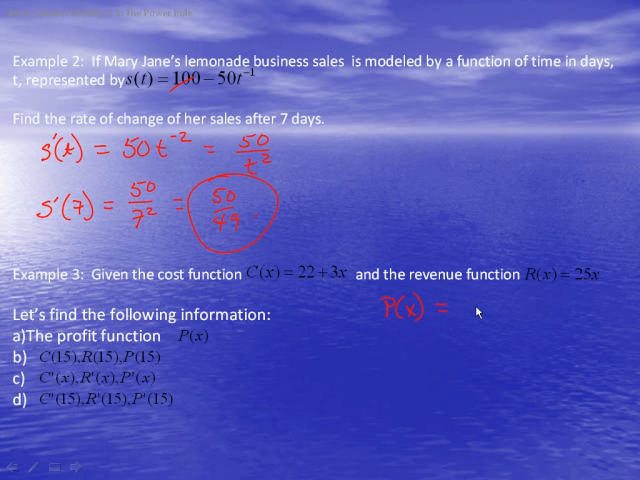 Example 2: If Mary Jane's lemonade business sales is modeled by a function of time in days,
t, represented by s(t) = 100 − 50t⁻¹
Find the rate of change of her sales after 7 days.
s'(t) = 50t⁻² = 50/t²
s'(7) = 50/7² = 50/49.
Example 3: Given the cost function C(x) = 22 + 3x and the revenue function R(x) = 25x
Let's find the following information:
P(x) =
a)The profit function P(x)
b) C(15), R(15), P(15)
c) C'(x), R'(x), P'(x)
d) C'(15), R'(15), P'(15)